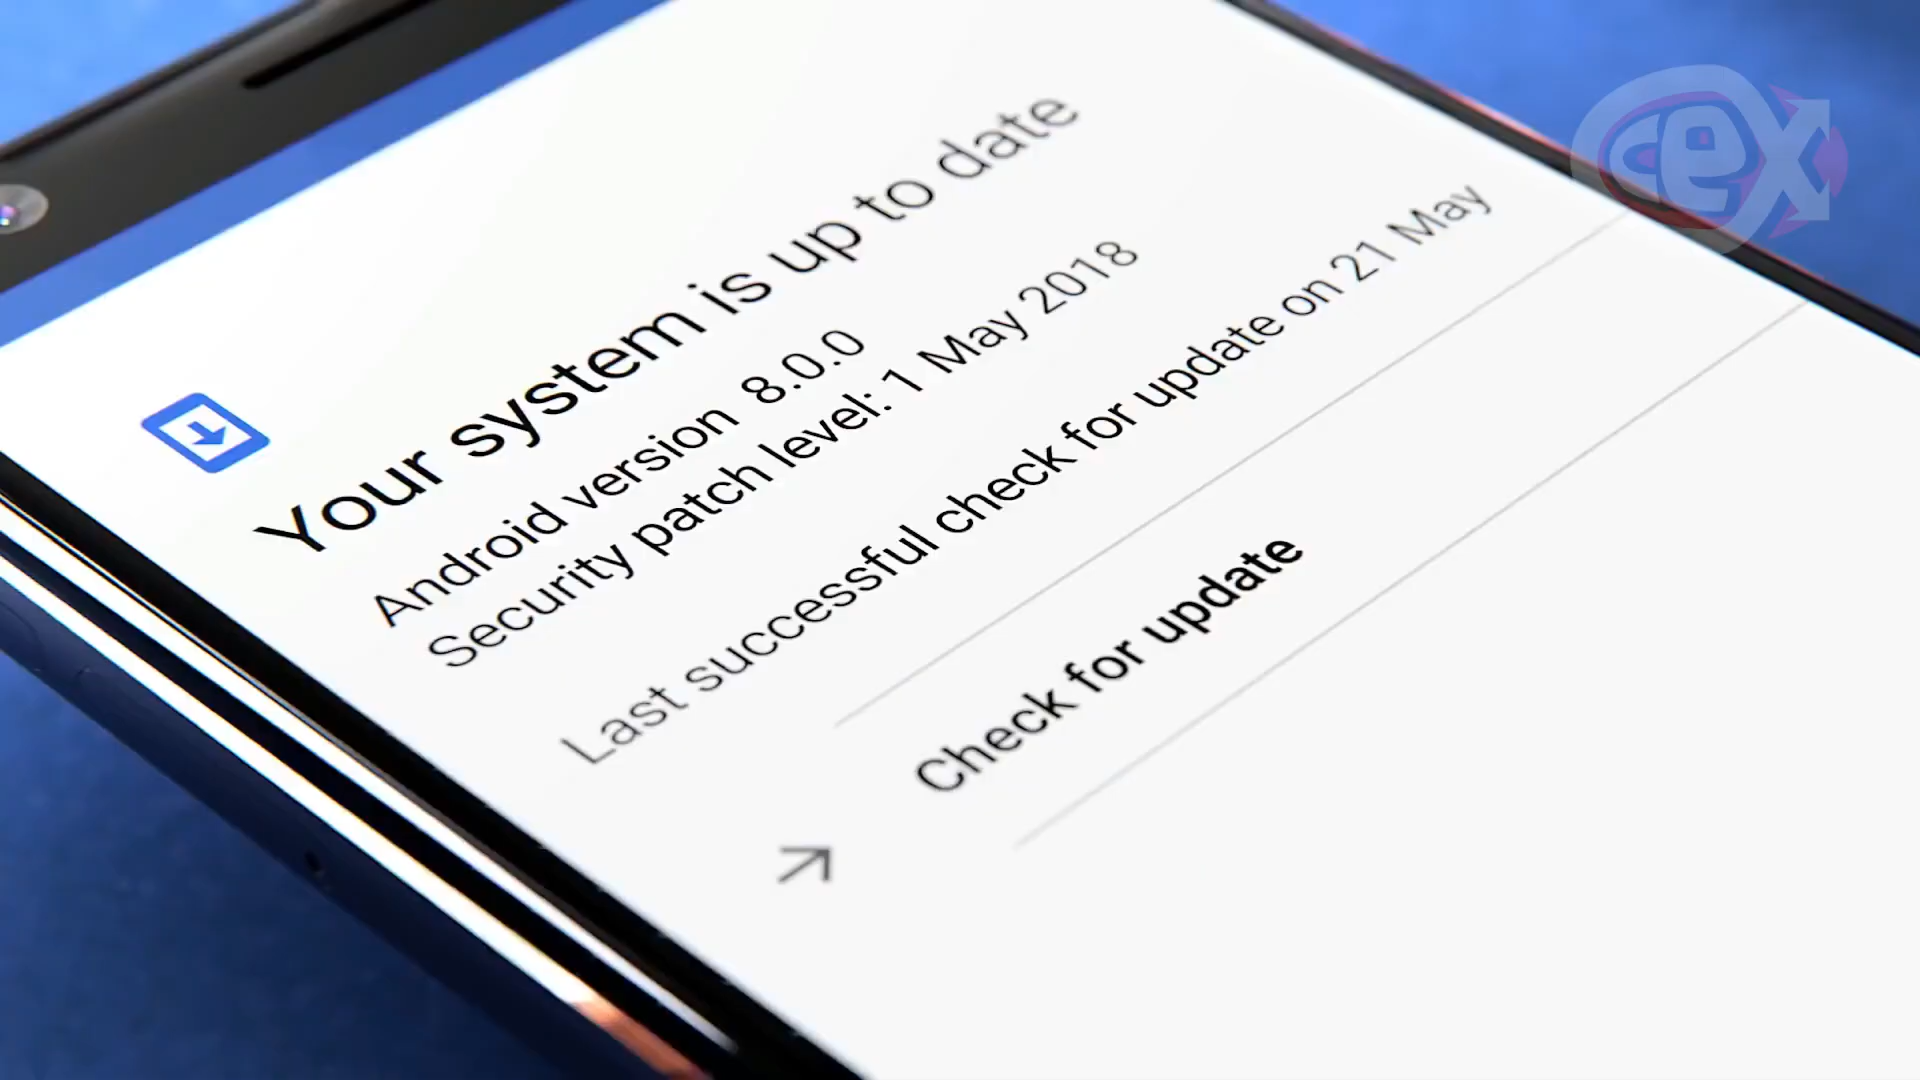 cex
Your system is up to date
Android version 8.0.0
Security patch level: 1 May 2018
Last successful check for update on 21 May
Check for update